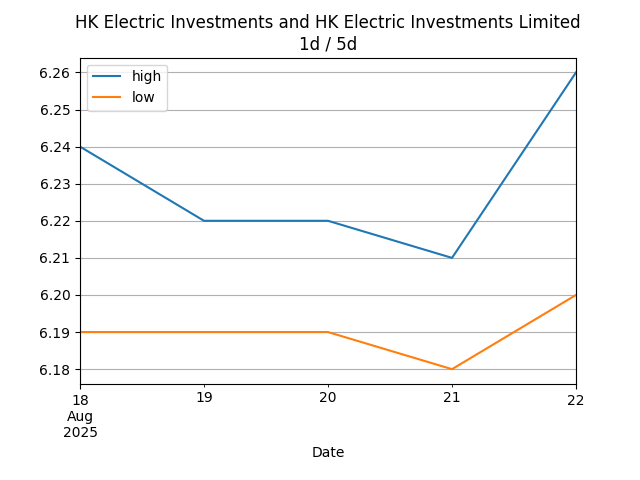 HK Electric Investments and HK Electric Investments Limited
1d / 5d
high
low
6.26
6.25
6.24
6.23
6.22
6.21
6.20
6.19
6.18
18 19 20 21 22
Aug
2025
Date